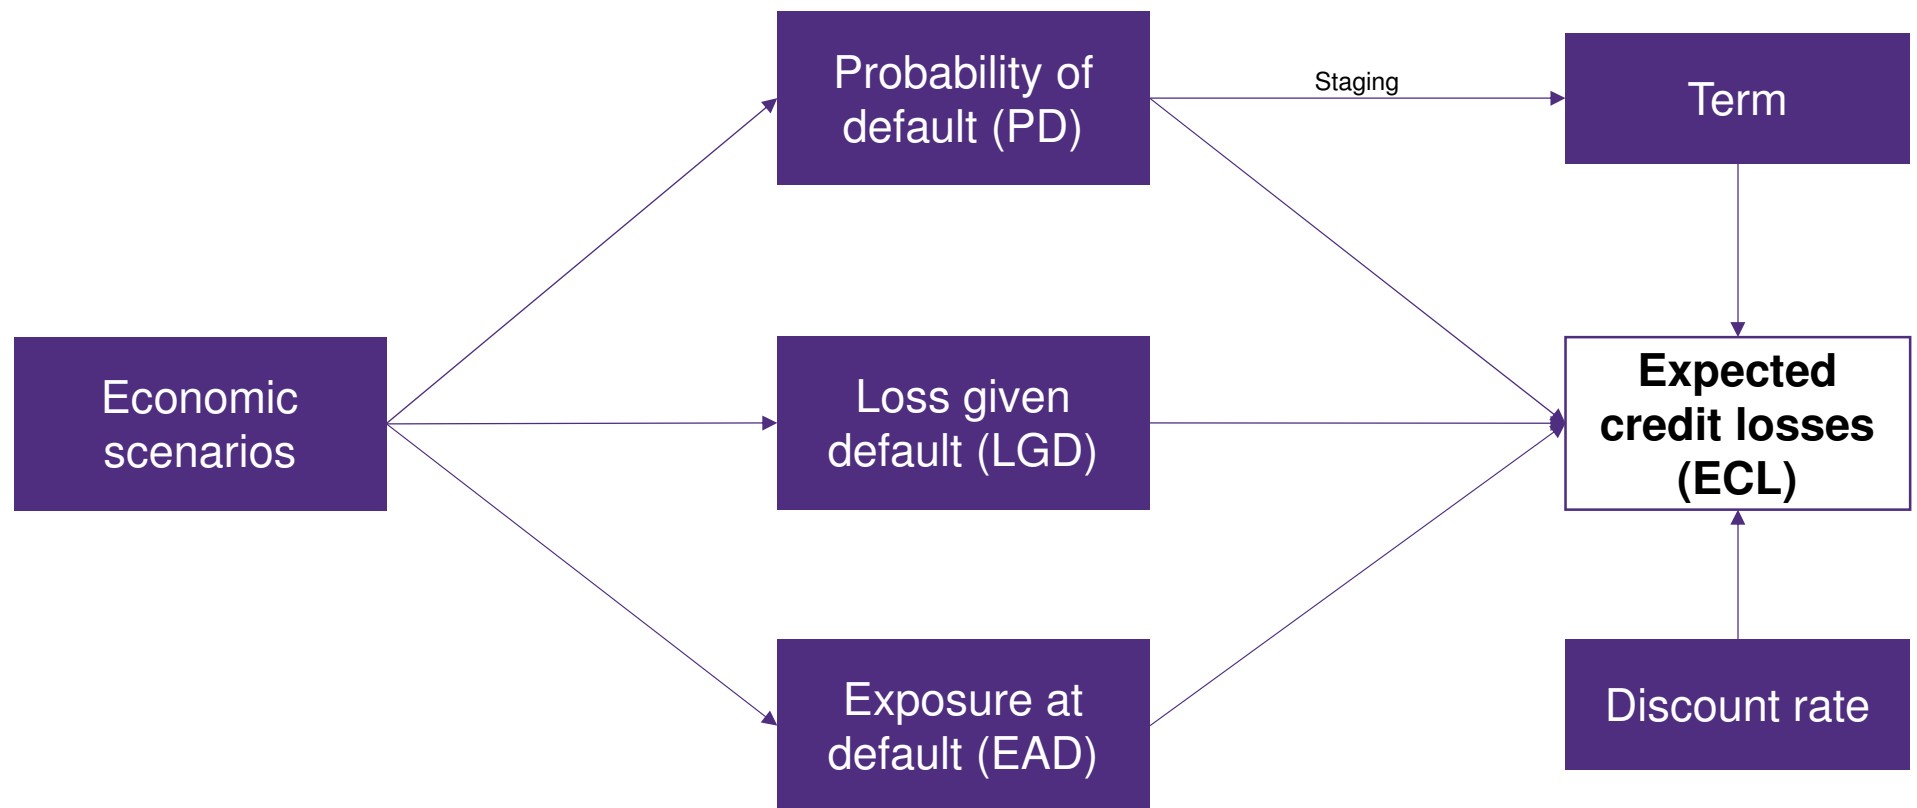 Probability of
default (PD)
Staging
Term
Economic
scenarios
Loss given
default (LGD)
Expected
credit losses
(ECL)
Exposure at
default (EAD)
Discount rate